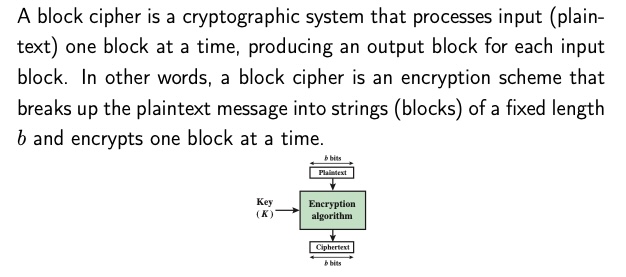 A block cipher is a cryptographic system that processes input (plain-
text) one block at a time, producing an output block for each input
block. In other words, a block cipher is an encryption scheme that
breaks up the plaintext message into strings (blocks) of a fixed length
b and encrypts one block at a time.
b bits
Plaintext
Key
(K)
Encryption
algorithm
Ciphertext
b bits